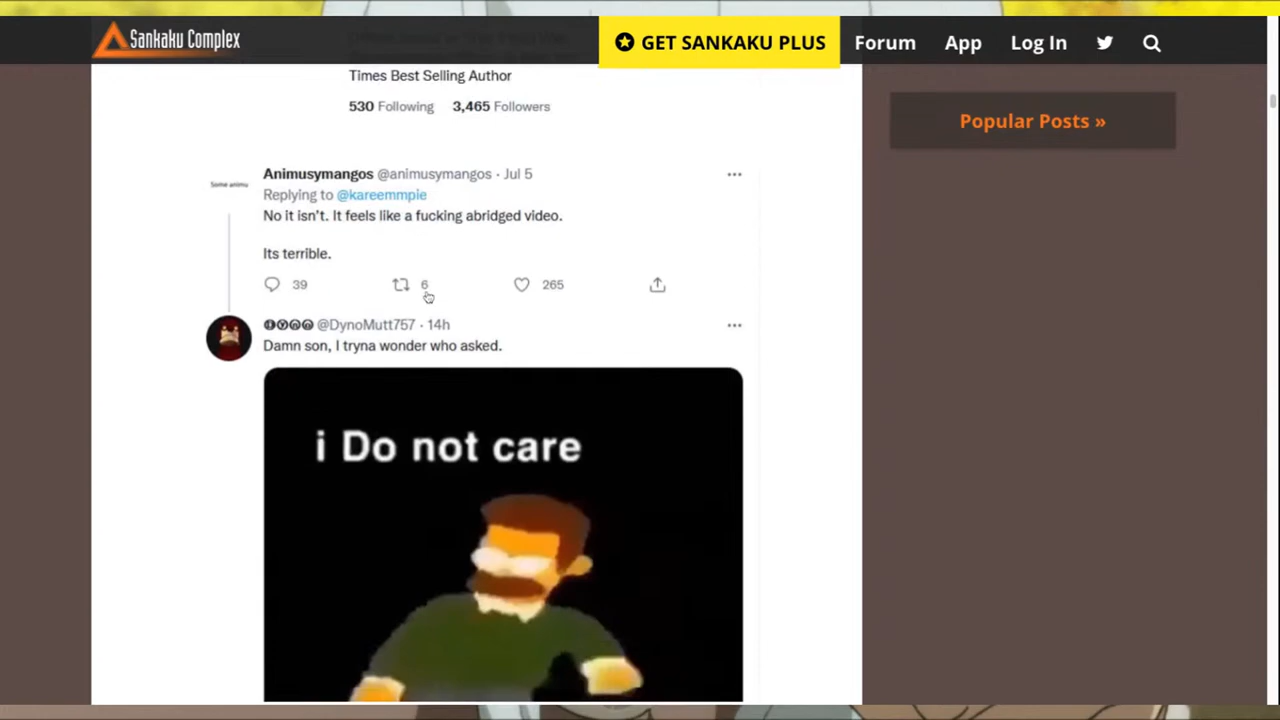 Sankaku Complex
GET SANKAKU PLUS
Forum
App
Log In
Times Best Selling Author
530 Following 3,465 Followers
Popular Posts »
Some animu
Animusymangos @animusymangos · Jul 5
Replying to @kareemmpie
No it isn't. It feels like a fucking abridged video.
Its terrible.
39 6 265
@DynoMutt757 · 14h
Damn son, I tryna wonder who asked.
i Do not care